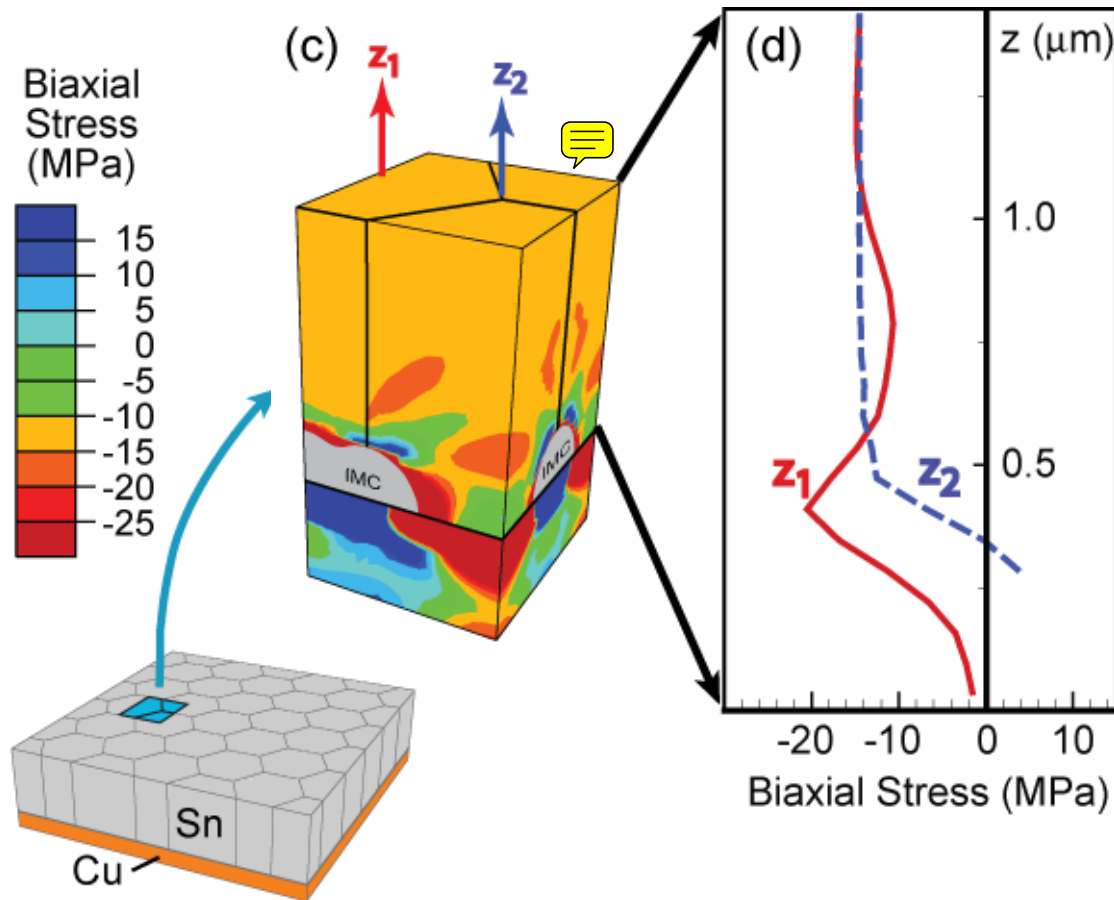 (c)
z1
z2
Biaxial
Stress
(MPa)
15
10
5
0
-5
-10
-15
-20
-25
IMC
IMC
Sn
Cu
(d)
z (μm)
1.0
0.5
z1
z2
-20 -10 0 10
Biaxial Stress (MPa)